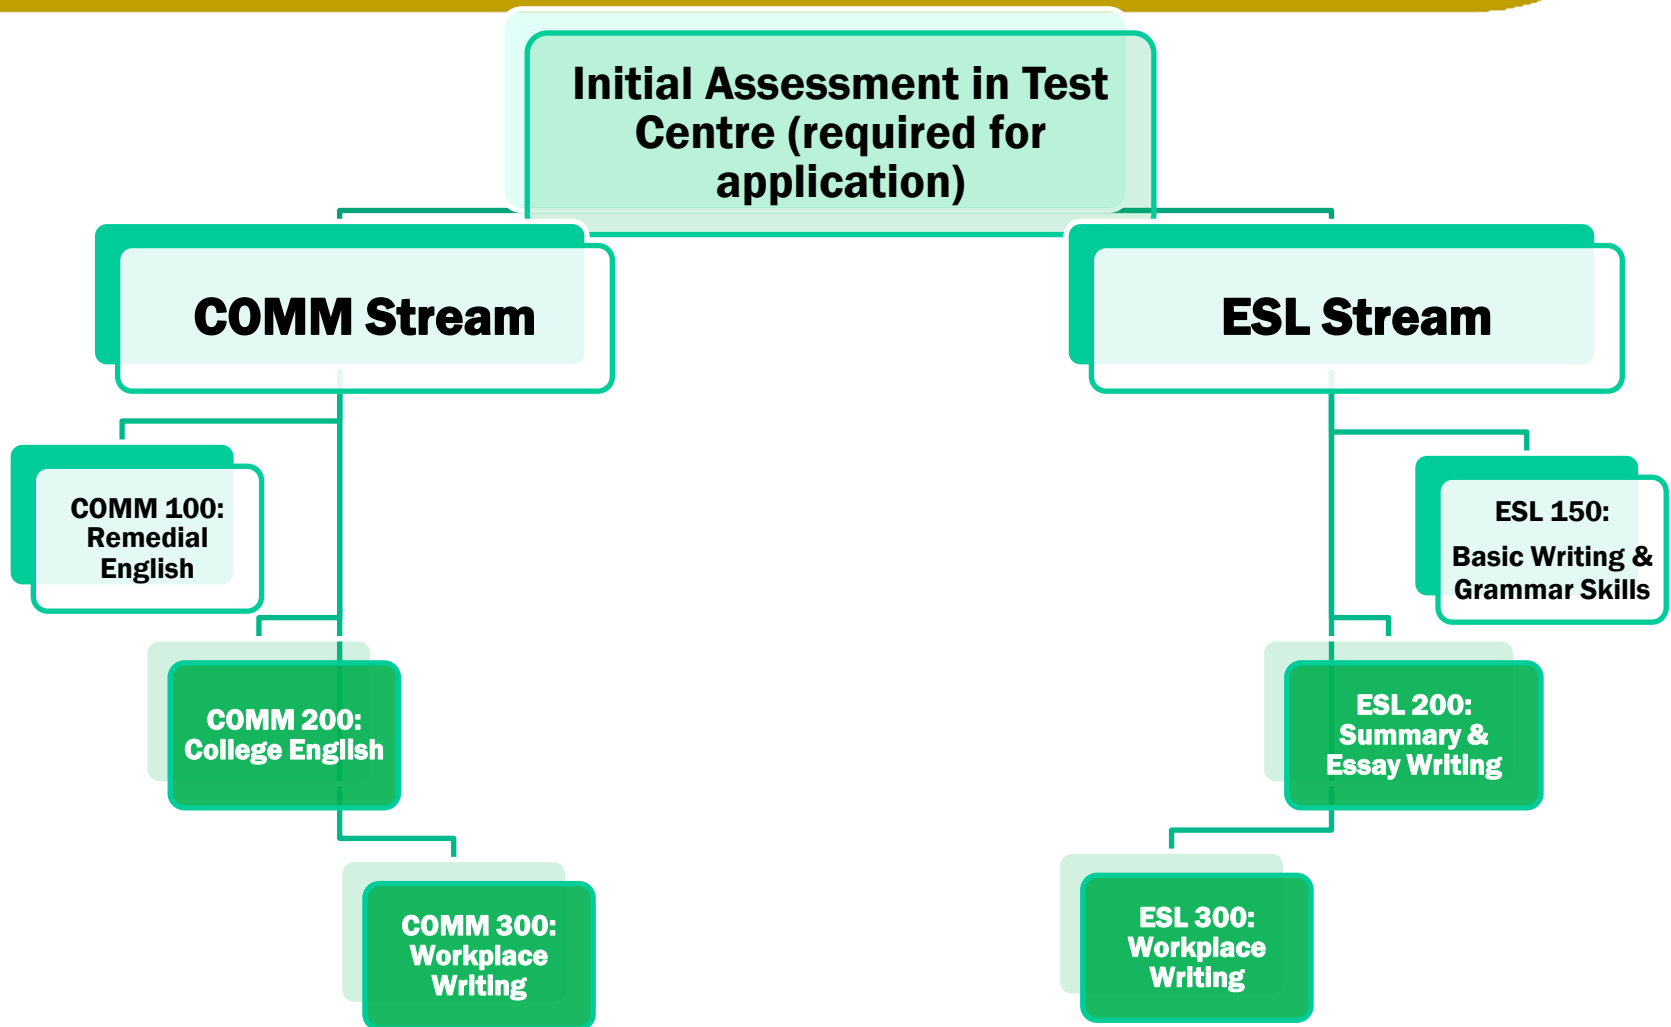 Initial Assessment in Test
Centre (required for
application)
COMM Stream
ESL Stream
COMM 100:
Remedial
English
ESL 150:
Basic Writing &
Grammar Skills
COMM 200:
College English
ESL 200:
Summary &
Essay Writing
COMM 300:
Workplace
Writing
ESL 300:
Workplace
Writing